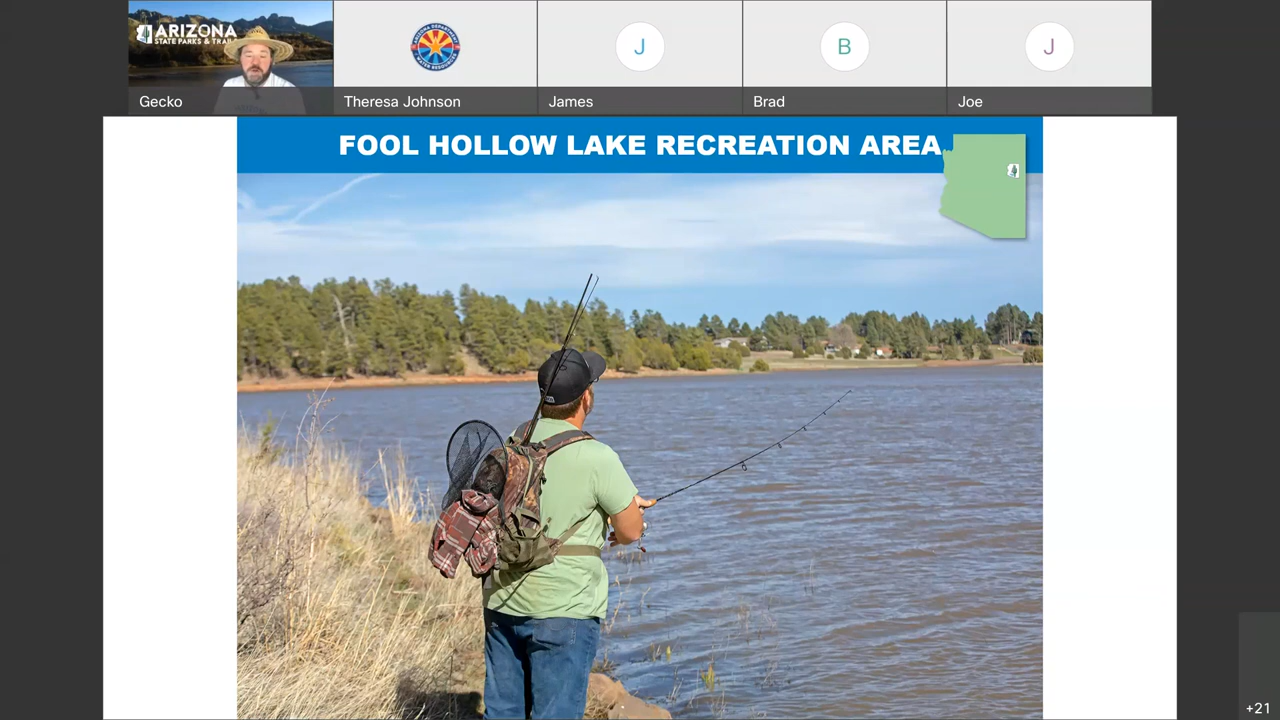 ARIZONA
STATE PARKS & TRAILS
Gecko
Theresa Johnson
J
James
B
Brad
J
Joe
FOOL HOLLOW LAKE RECREATION AREA
+21